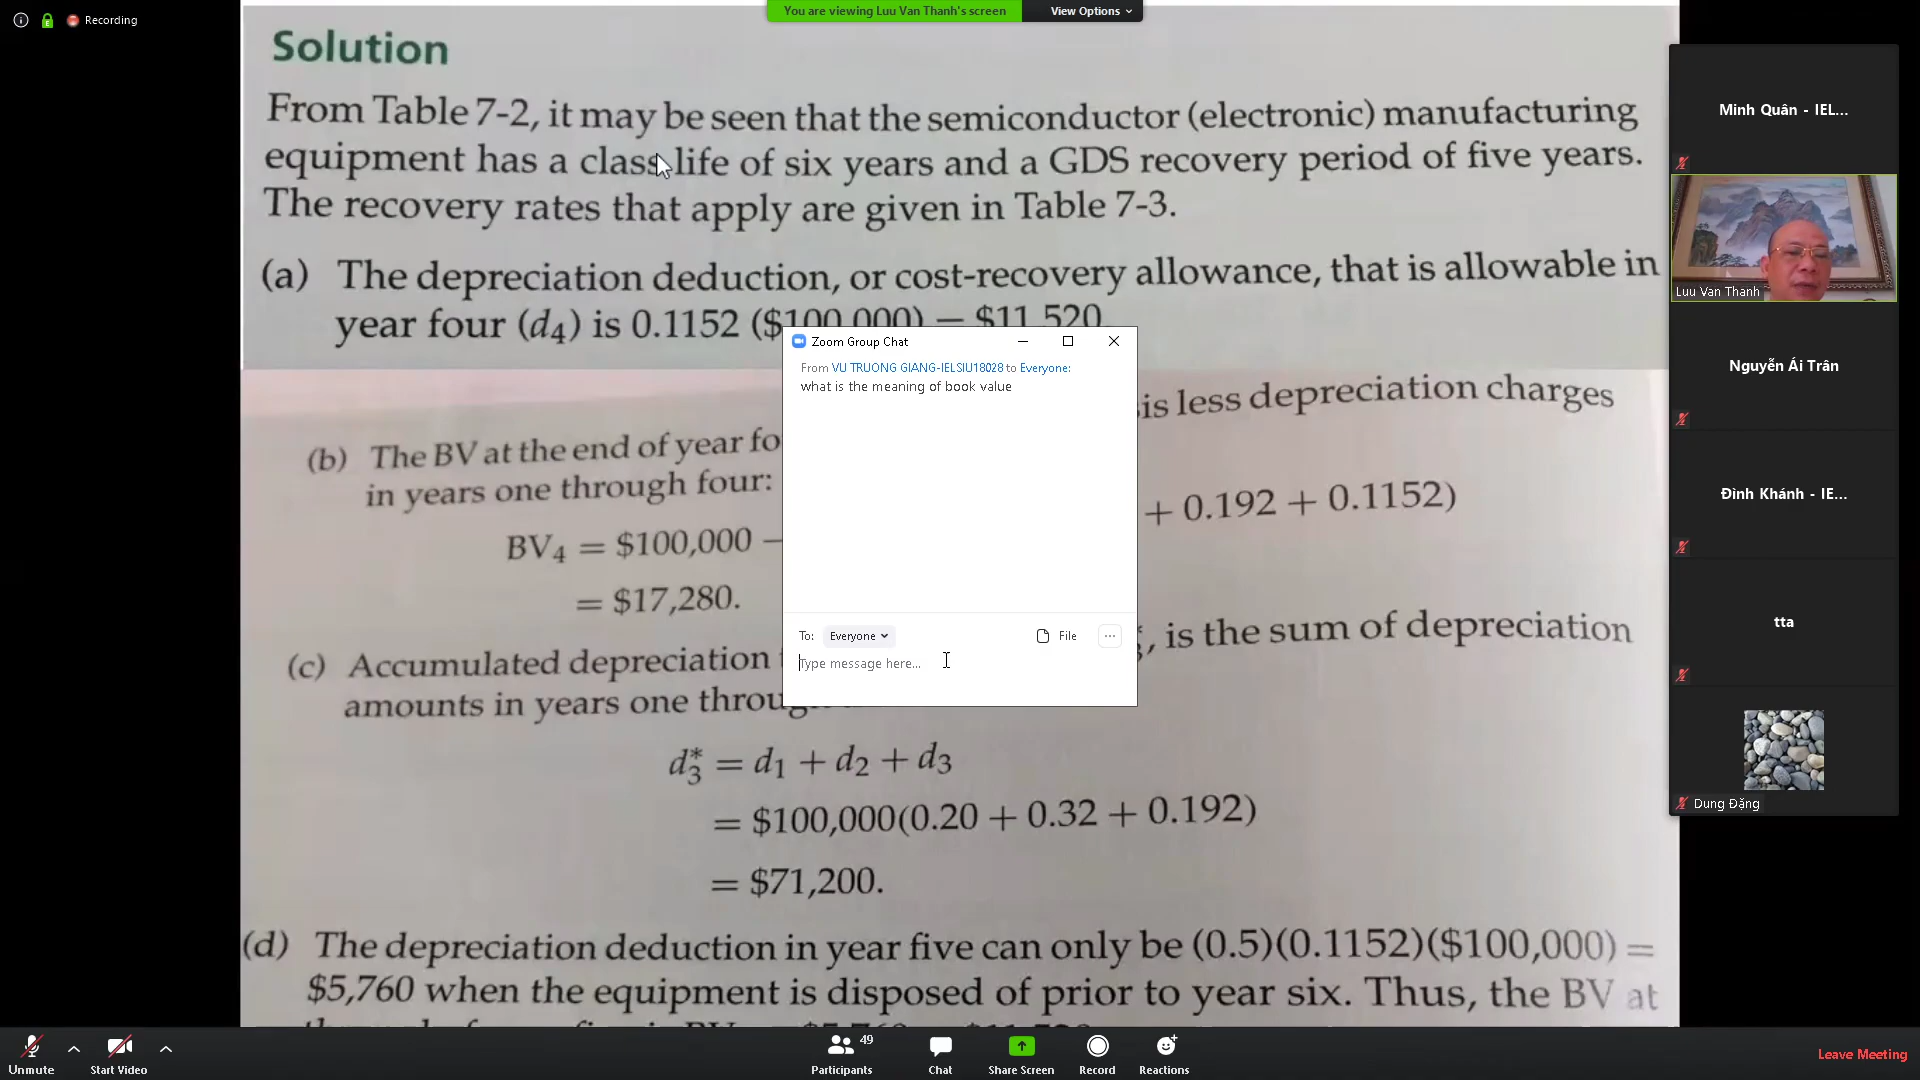 Recording
You are viewing Luu Van Thanh's screen
View Options
Solution
From Table 7-2, it may be seen that the semiconductor (electronic) manufacturing
equipment has a class life of six years and a GDS recovery period of five years.
The recovery rates that apply are given in Table 7-3.
(a) The depreciation deduction, or cost-recovery allowance, that is allowable in
year four (d4) is 0.1152 ($100,000) = $11,520.
Zoom Group Chat
From VU TRUONG GIANG-IELSIU18028 to Everyone:
what is the meaning of book value
To: Everyone
File
Type message here...
is less depreciation charges
(b) The BV at the end of year fo
in years one through four:
+ 0.192 + 0.1152)
BV4 = $100,000 –
= $17,280.
, is the sum of depreciation
(c) Accumulated depreciation
amounts in years one throug
d*3 = d1 + d2 + d3
= $100,000(0.20 + 0.32 + 0.192)
= $71,200.
(d) The depreciation deduction in year five can only be (0.5)(0.1152)($100,000) =
$5,760 when the equipment is disposed of prior to year six. Thus, the BV at
Minh Quân - IEL...
Luu Van Thanh
Nguyễn Ái Trân
Đình Khánh - IE...
tta
Dung Đặng
Unmute
Start Video
49
Participants
Chat
Share Screen
Record
Reactions
Leave Meeting